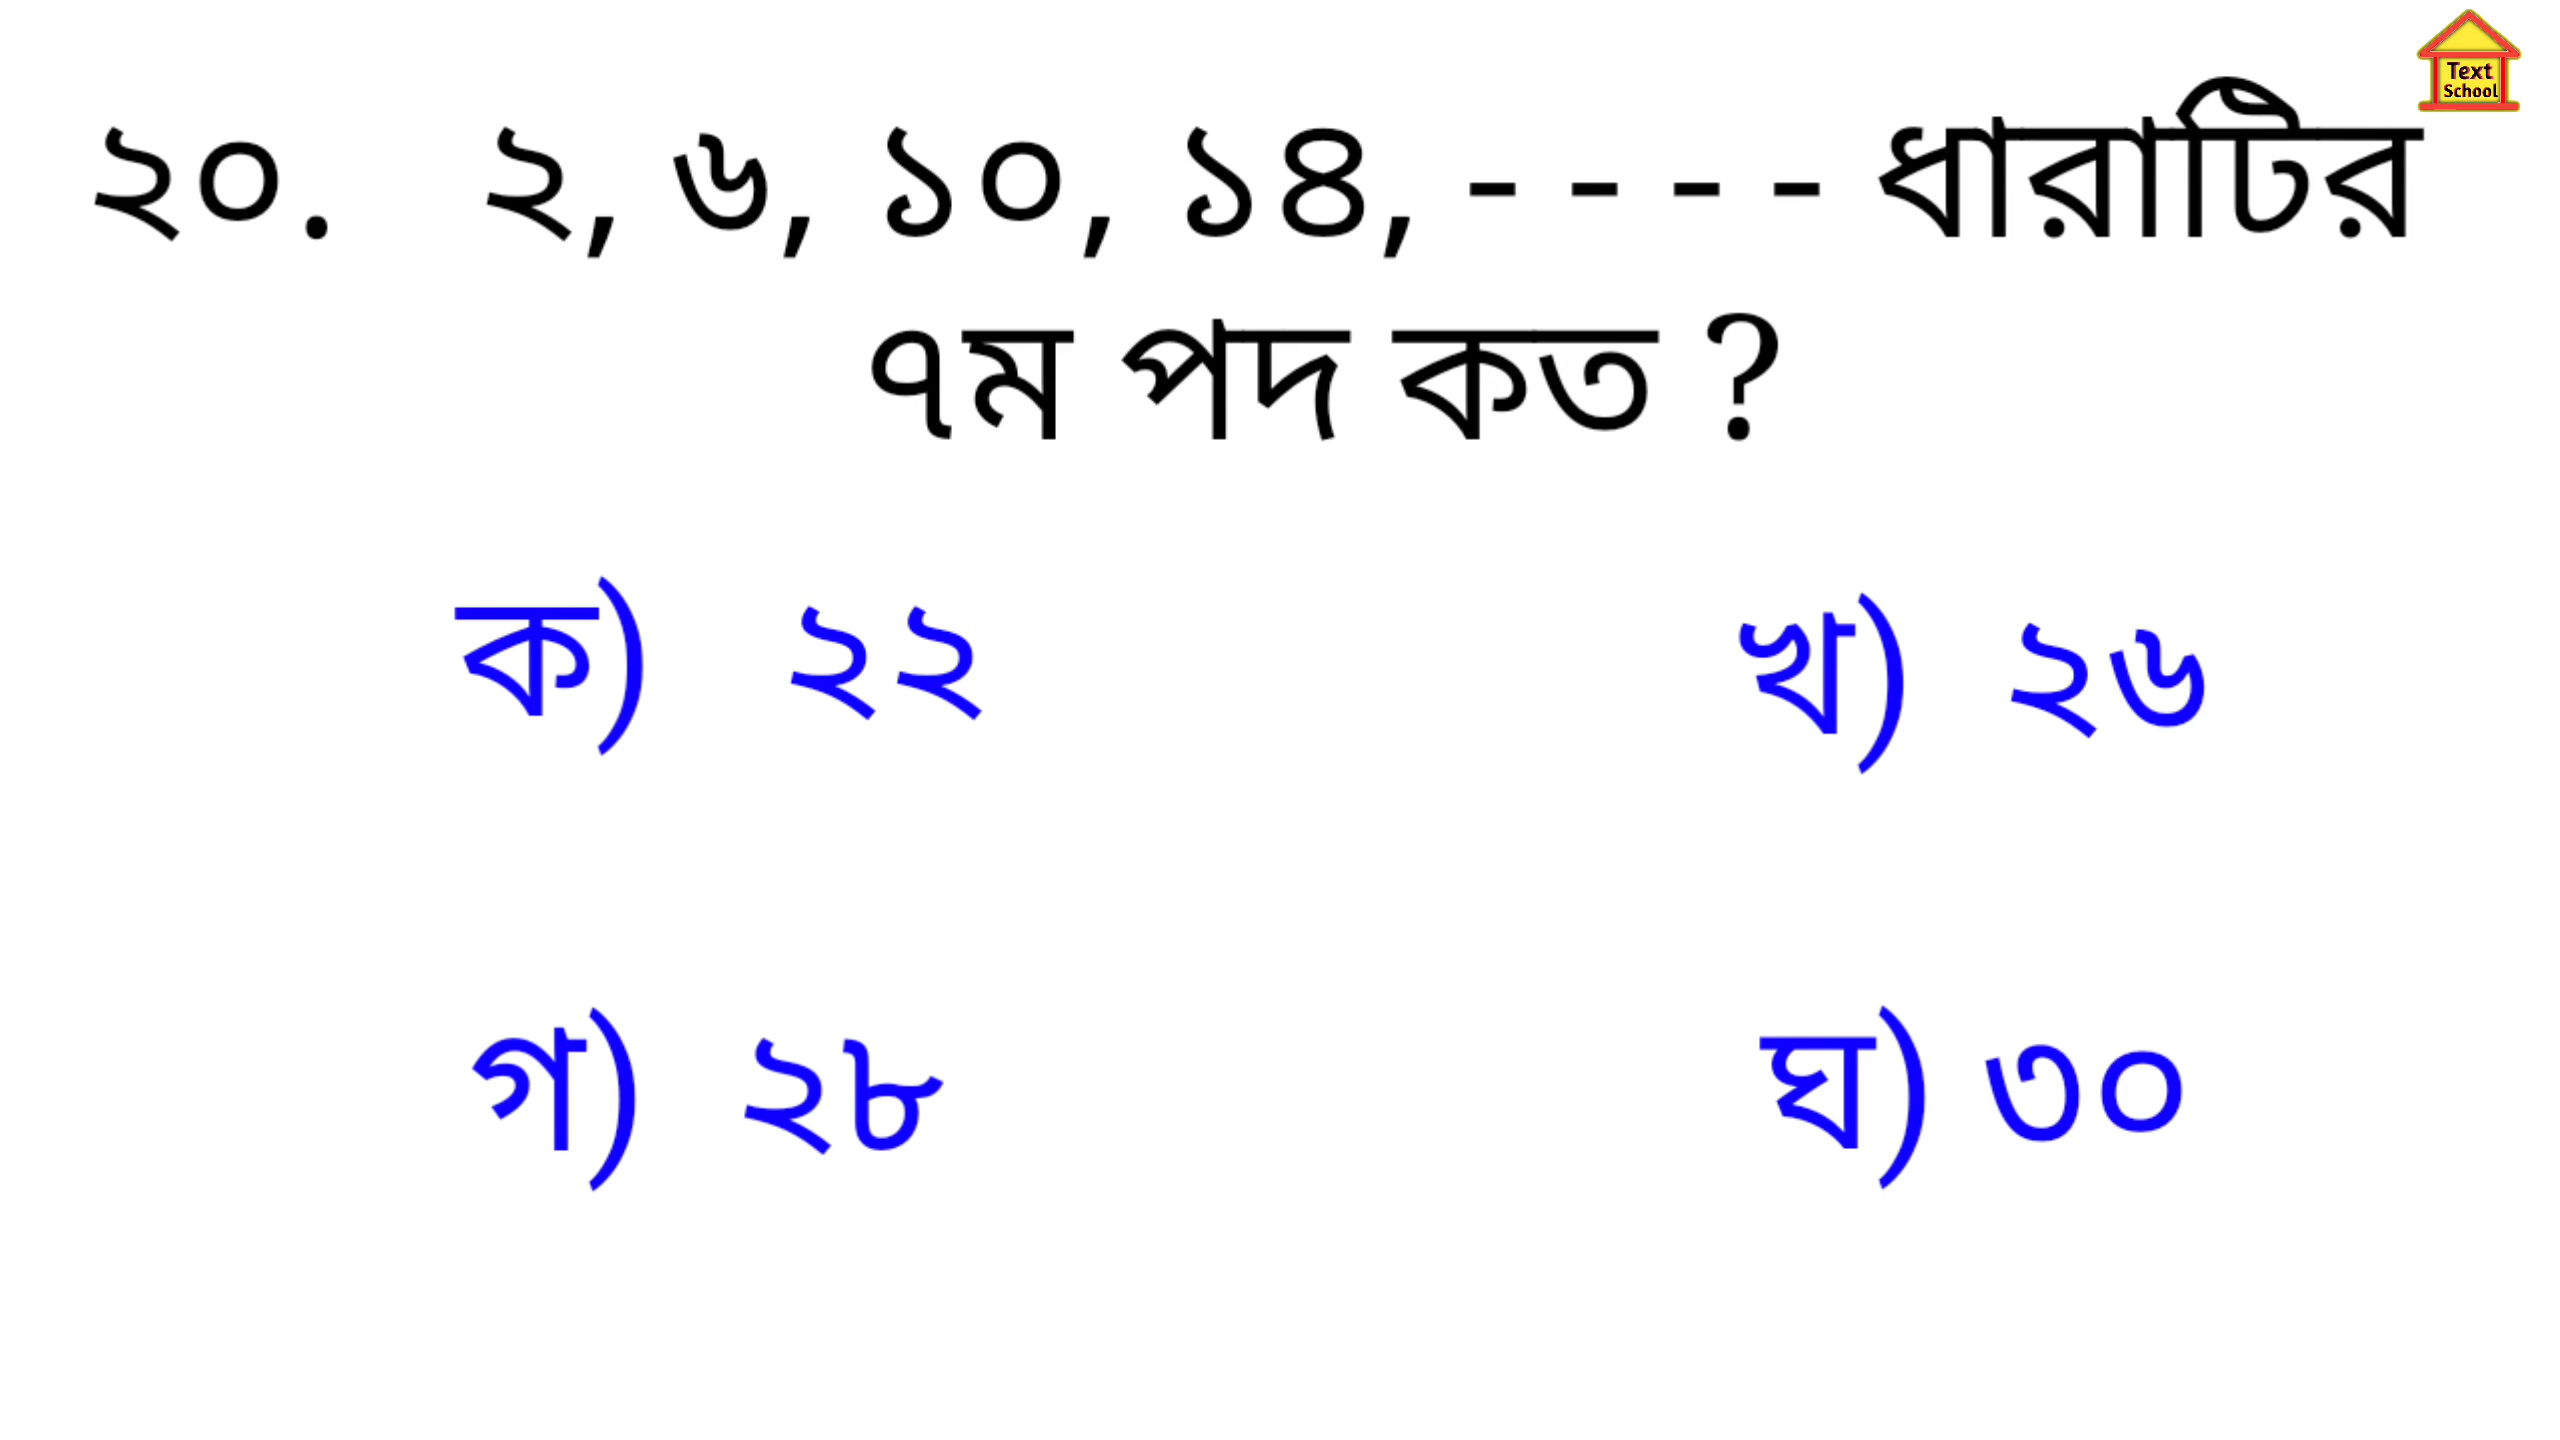 Text
School
২০. ২, ৬, ১০, ১৪, - - - - ধারাটির
৭ম পদ কত ?
ক) ২২ খ) ২৬
গ) ২৮ ঘ) ৩০